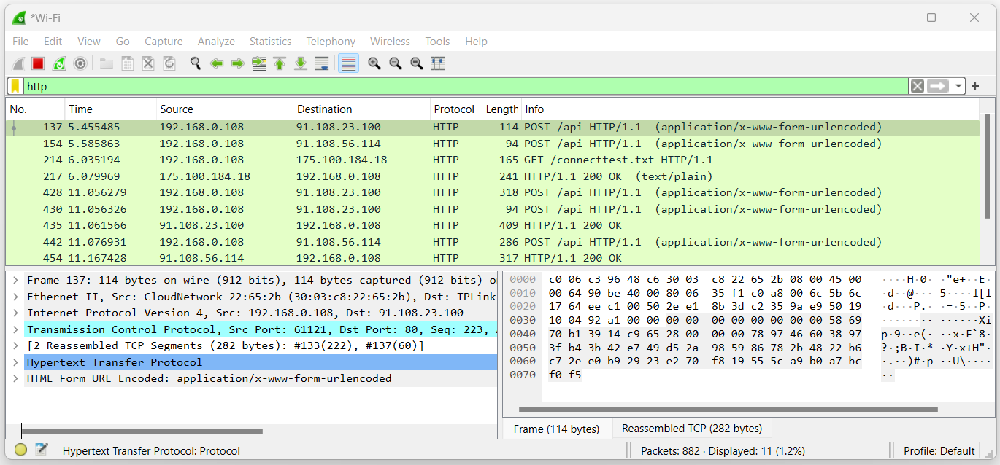 *Wi-Fi
File Edit View Go Capture Analyze Statistics Telephony Wireless Tools Help
http
No. Time Source Destination Protocol Length Info
137 5.455485 192.168.0.108 91.108.23.100 HTTP 114 POST /api HTTP/1.1 (application/x-www-form-urlencoded)
154 5.585863 192.168.0.108 91.108.56.114 HTTP 94 POST /api HTTP/1.1 (application/x-www-form-urlencoded)
214 6.035194 192.168.0.108 175.100.184.18 HTTP 165 GET /connecttest.txt HTTP/1.1
217 6.079969 175.100.184.18 192.168.0.108 HTTP 241 HTTP/1.1 200 OK (text/plain)
428 11.056279 192.168.0.108 91.108.23.100 HTTP 318 POST /api HTTP/1.1 (application/x-www-form-urlencoded)
430 11.056326 192.168.0.108 91.108.23.100 HTTP 94 POST /api HTTP/1.1 (application/x-www-form-urlencoded)
435 11.061566 91.108.23.100 192.168.0.108 HTTP 409 HTTP/1.1 200 OK
442 11.076931 192.168.0.108 91.108.56.114 HTTP 286 POST /api HTTP/1.1 (application/x-www-form-urlencoded)
454 11.167428 91.108.56.114 192.168.0.108 HTTP 317 HTTP/1.1 200 OK
Frame 137: 114 bytes on wire (912 bits), 114 bytes captured (912 bits) o
Ethernet II, Src: CloudNetwork_22:65:2b (30:03:c8:22:65:2b), Dst: TPLink_
Internet Protocol Version 4, Src: 192.168.0.108, Dst: 91.108.23.100
Transmission Control Protocol, Src Port: 61121, Dst Port: 80, Seq: 223,
[2 Reassembled TCP Segments (282 bytes): #133(222), #137(60)]
Hypertext Transfer Protocol
HTML Form URL Encoded: application/x-www-form-urlencoded
0000 c0 06 c3 96 48 c6 30 03 c8 22 65 2b 08 00 45 00 ····H·0· ·"e+··E·
0010 00 64 90 be 40 00 80 06 35 f1 c0 a8 00 6c 5b 6c ·d··@··· 5····l[l
0020 17 64 ee c1 00 50 2e e1 8b 3d c2 35 9a e9 50 19 ·d···P.· ·=·5··P·
0030 10 04 92 a1 00 00 00 00 00 00 00 00 00 00 58 69 ········ ······Xi
0040 70 b1 39 14 c9 65 28 00 00 00 78 97 46 60 38 97 p·9··e(· ··x·F`8·
0050 3f b4 3b 42 e7 49 d5 2a 98 59 86 78 2b 48 22 b6 ?·;B·I·* ·Y·x+H"·
0060 c7 2e e0 b9 29 23 e2 70 f8 19 55 5c a9 b0 a7 bc ·.··)#·p ··U\····
0070 f0 f5 ··
Frame (114 bytes) Reassembled TCP (282 bytes)
Hypertext Transfer Protocol: Protocol Packets: 882 · Displayed: 11 (1.2%) Profile: Default